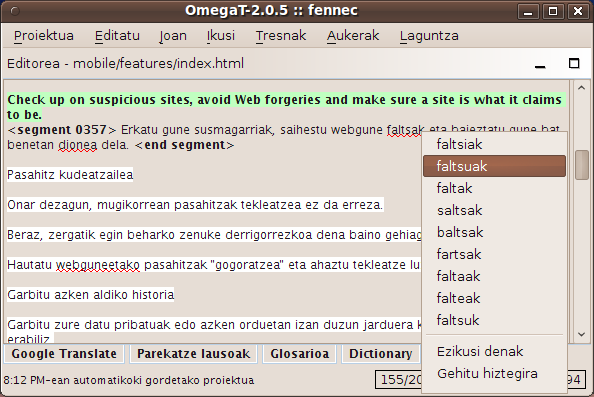 OmegaT-2.0.5 :: fennec
Proiektua Editatu Joan Ikusi Tresnak Aukerak Laguntza
Editorea - mobile/features/index.html
Check up on suspicious sites, avoid Web forgeries and make sure a site is what it claims
to be.
<segment 0357> Erkatu gune susmagarriak, saihestu webgune faltsak eta baieztatu gune bat
benetan dionea dela. <end segment>
Pasahitz kudeatzailea
Onar dezagun, mugikorrean pasahitzak tekleatzea ez da erreza.
Beraz, zergatik egin beharko zenuke derrigorrezkoa dena baino
Hautatu webguneetako pasahitzak "gogoratzea" eta ahaztu tekleatze
Garbitu azken aldiko historia
Garbitu zure datu pribatuak edo azken orduetan izan duzun jarduera
erabiliz
faltsiak
faltsuak
faltak
saltsak
baltsak
fartsak
faltaak
falteak
faltsuk
Ezikusi denak
Gehitu hiztegira
Google Translate Parekatze lausoak Glosarioa Dictionary
8:12 PM-ean automatikoki gordetako proiektua
155/20
94